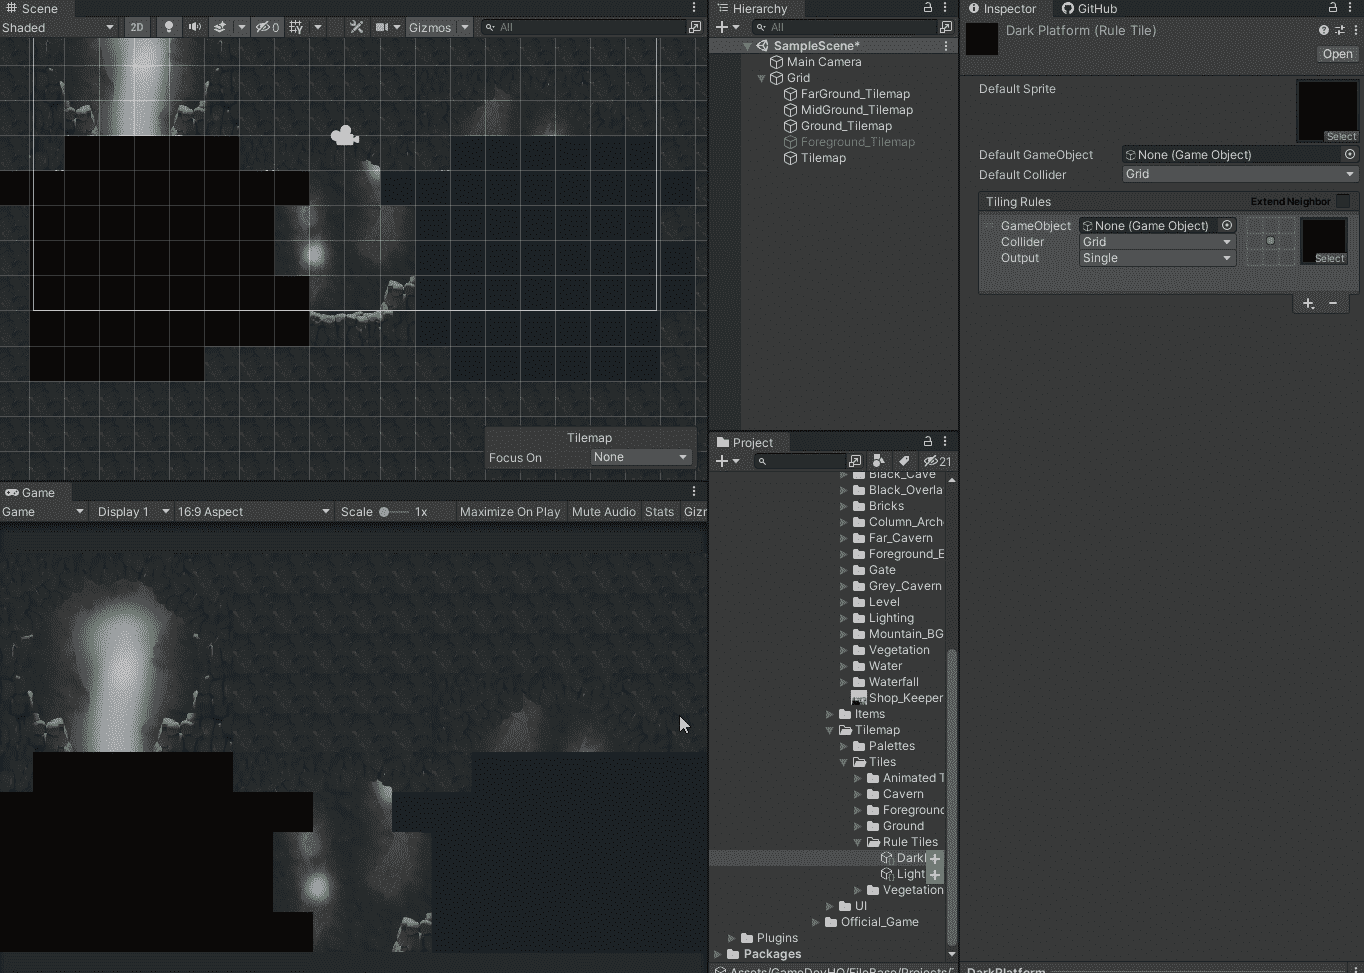 Scene
Shaded
2D
0
Gizmos
All
Tilemap
Focus On
None
Game
Game
Display 1
16:9 Aspect
Scale
1x
Maximize On Play
Mute Audio
Stats
Giz
Hierarchy
All
SampleScene*
Main Camera
Grid
FarGround_Tilemap
MidGround_Tilemap
Ground_Tilemap
Foreground_Tilemap
Tilemap
Project
21
Black_Cave
Black_Overla
Bricks
Column_Arch
Far_Cavern
Foreground_E
Gate
Grey_Cavern
Level
Lighting
Mountain_BG
Vegetation
Water
Waterfall
Shop_Keeper
Items
Tilemap
Palettes
Tiles
Animated T
Cavern
Foreground
Ground
Rule Tiles
Dark
Light
Vegetation
UI
Official_Game
Plugins
Packages
Assets/GameDevHQ/FileBase/Projects/
Inspector
GitHub
Dark Platform (Rule Tile)
Open
Default Sprite
Select
Default GameObject
None (Game Object)
Default Collider
Grid
Tiling Rules
Extend Neighbor
GameObject
None (Game Object)
Collider
Grid
Output
Single
Select
DarkPlatform